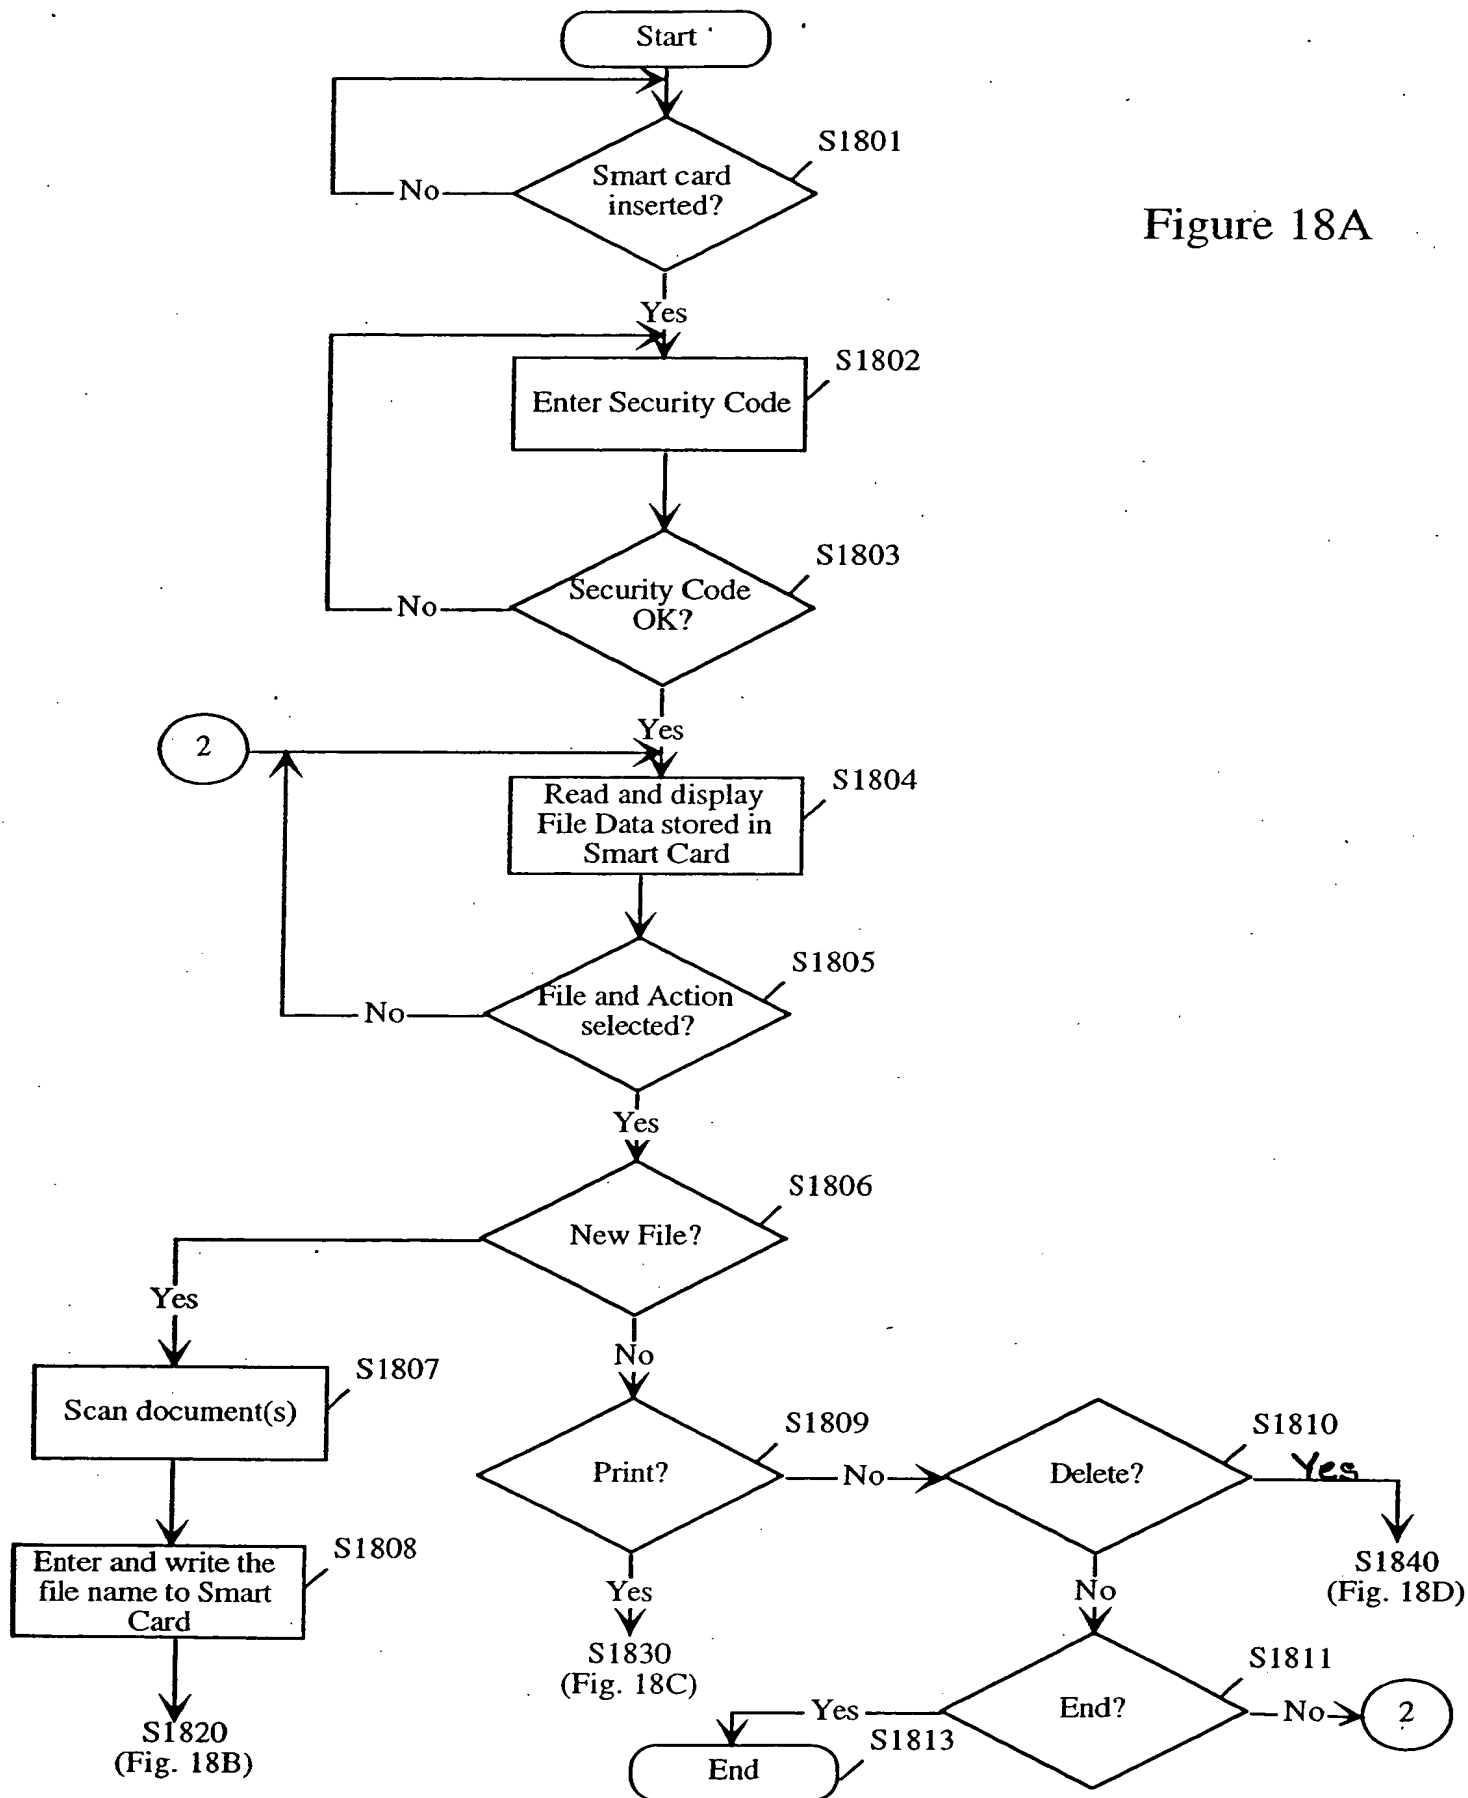 Start
S1801
Smart card
inserted?
No
Figure 18A
Yes
S1802
Enter Security Code
S1803
Security Code
OK?
No
Yes
2
S1804
Read and display
File Data stored in
Smart Card
S1805
File and Action
selected?
No
Yes
S1806
New File?
Yes
No
S1807
Scan document(s)
S1809
Print?
No
S1810
Delete?
Yes
S1808
Enter and write the
file name to Smart
Card
Yes
No
S1840
(Fig. 18D)
S1830
(Fig. 18C)
S1811
End?
Yes
No
2
S1820
(Fig. 18B)
S1813
End